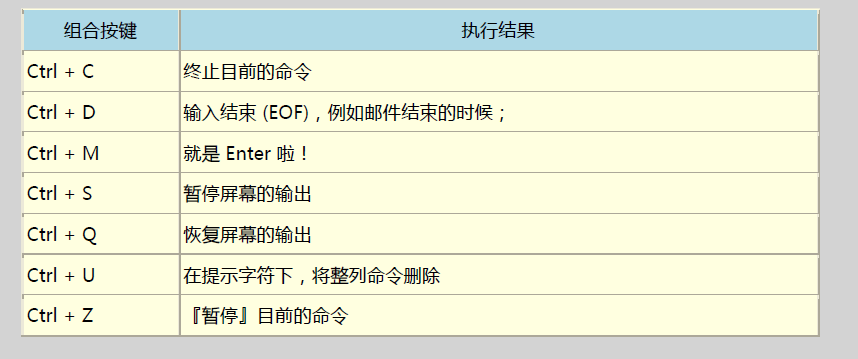 组合按键 执行结果
Ctrl + C 终止目前的命令
Ctrl + D 输入结束 (EOF)，例如邮件结束的时候；
Ctrl + M 就是 Enter 啦！
Ctrl + S 暂停屏幕的输出
Ctrl + Q 恢复屏幕的输出
Ctrl + U 在提示字符下，将整列命令删除
Ctrl + Z 『暂停』目前的命令